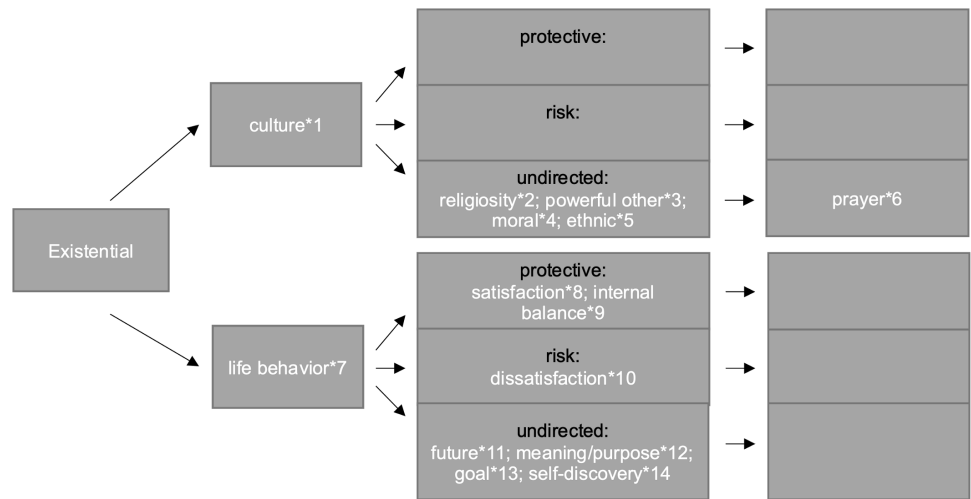 protective:
culture*1
risk:
undirected:
religiosity*2; powerful other*3;
moral*4; ethnic*5
prayer*6
Existential
protective:
satisfaction*8; internal
balance*9
life behavior*7
risk:
dissatisfaction*10
undirected:
future*11; meaning/purpose*12;
goal*13; self-discovery*14